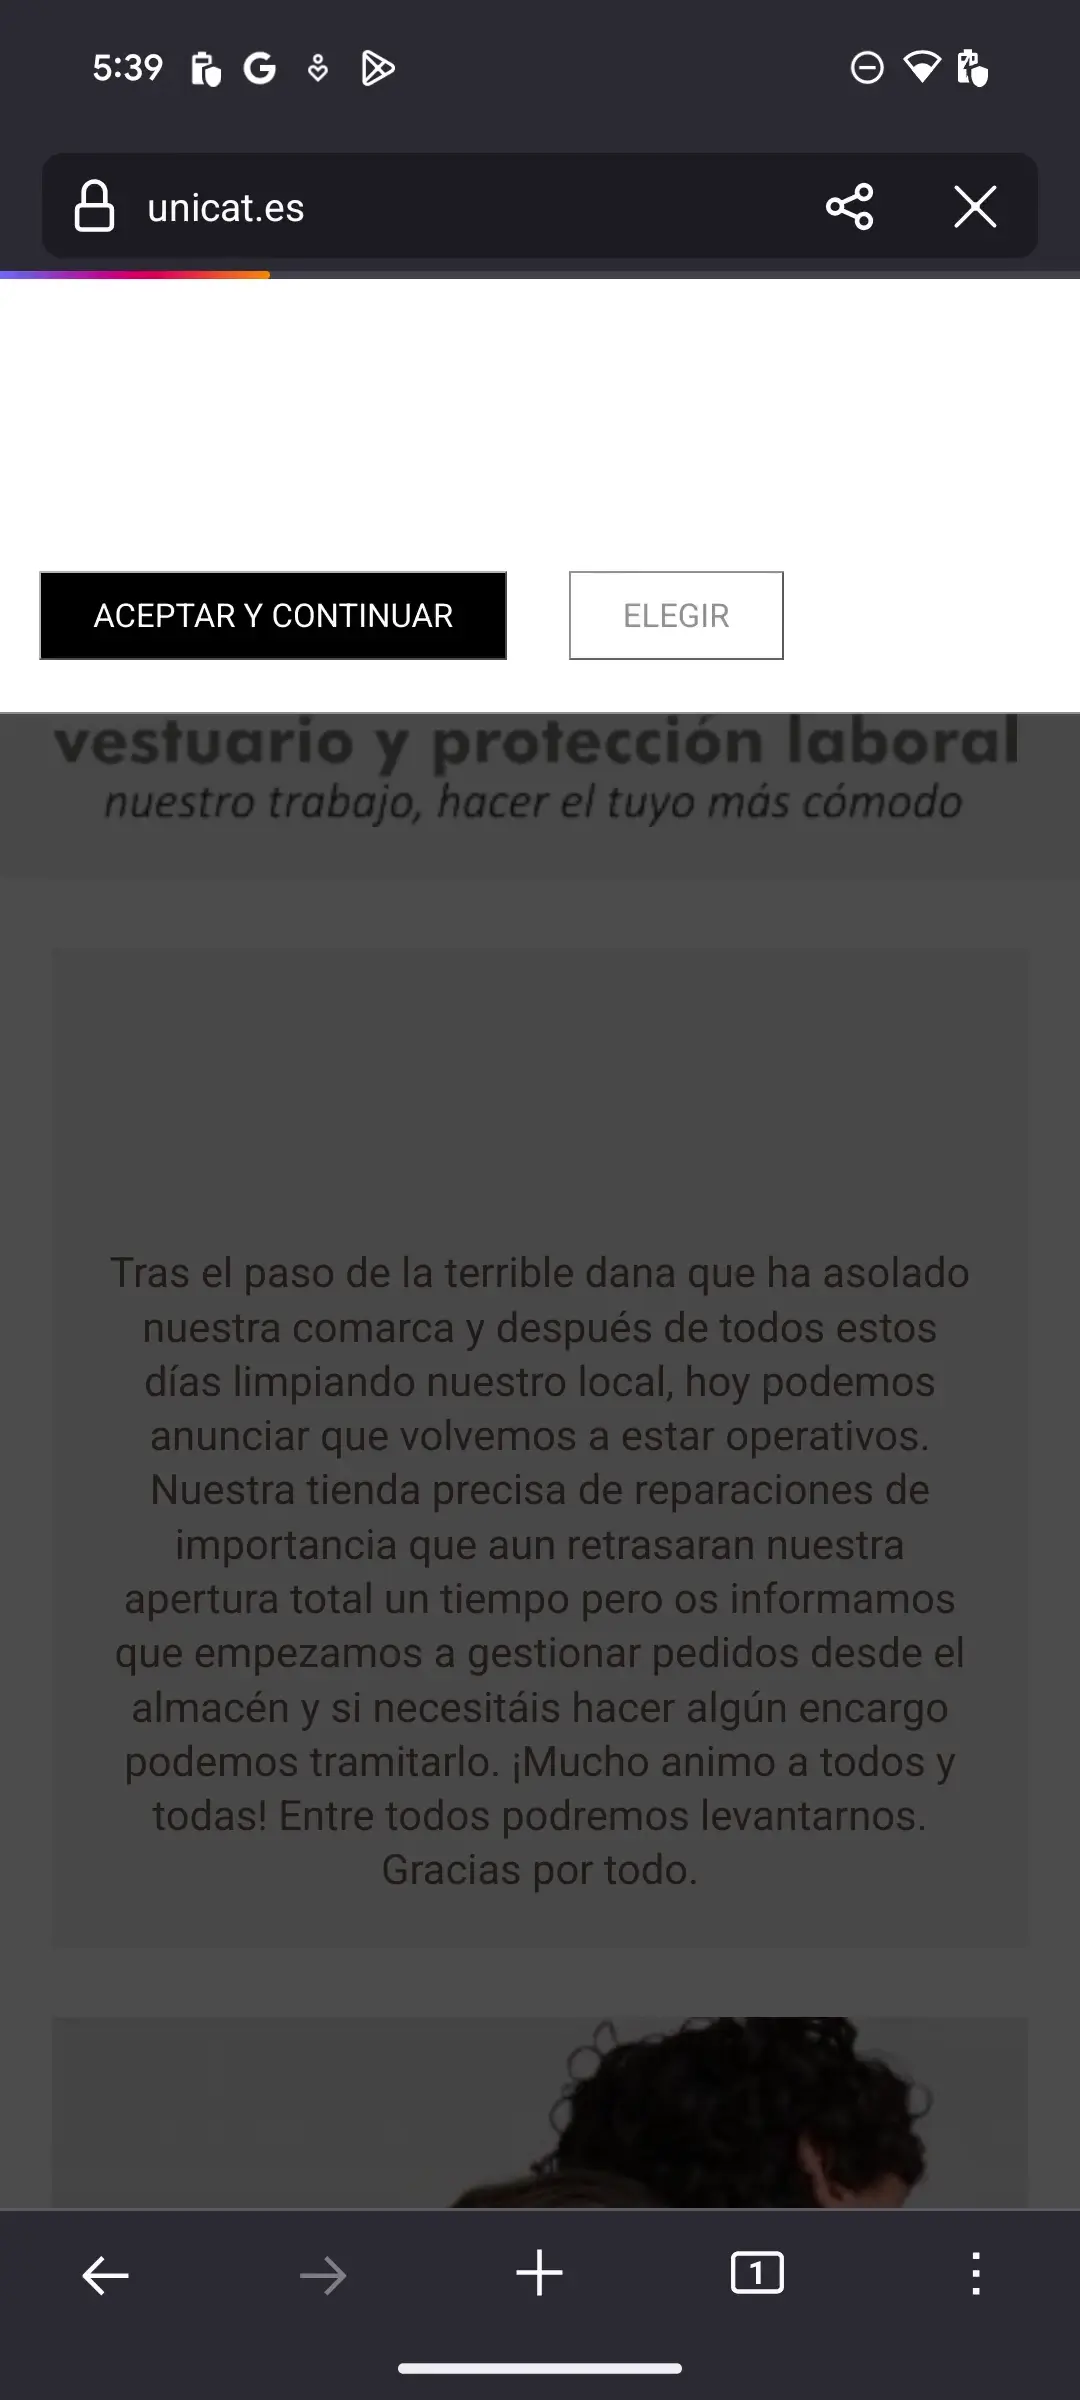 5:39
unicat.es
ACEPTAR Y CONTINUAR
ELEGIR
vestuario y protección laboral
nuestro trabajo, hacer el tuyo más cómodo
Tras el paso de la terrible dana que ha asolado
nuestra comarca y después de todos estos
días limpiando nuestro local, hoy podemos
anunciar que volvemos a estar operativos.
Nuestra tienda precisa de reparaciones de
importancia que aun retrasaran nuestra
apertura total un tiempo pero os informamos
que empezamos a gestionar pedidos desde el
almacén y si necesitáis hacer algún encargo
podemos tramitarlo. ¡Mucho animo a todos y
todas! Entre todos podremos levantarnos.
Gracias por todo.
1